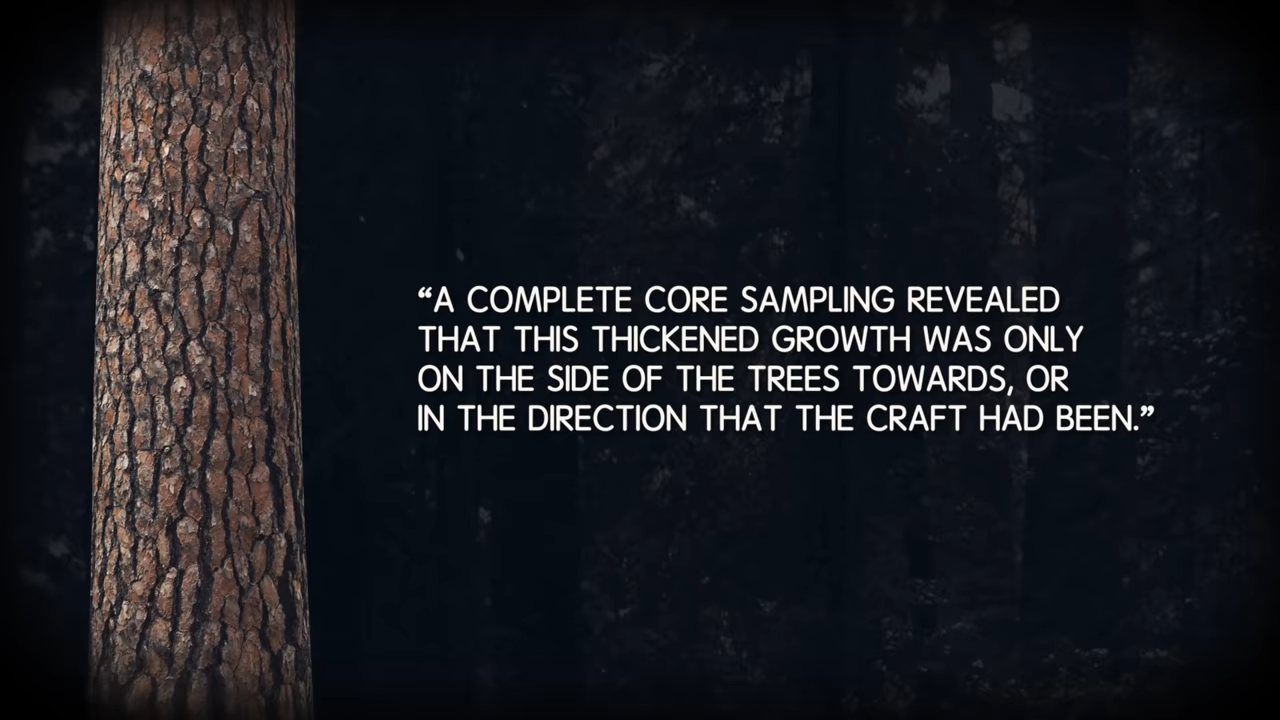 “A COMPLETE CORE SAMPLING REVEALED
THAT THIS THICKENED GROWTH WAS ONLY
ON THE SIDE OF THE TREES TOWARDS, OR
IN THE DIRECTION THAT THE CRAFT HAD BEEN.”